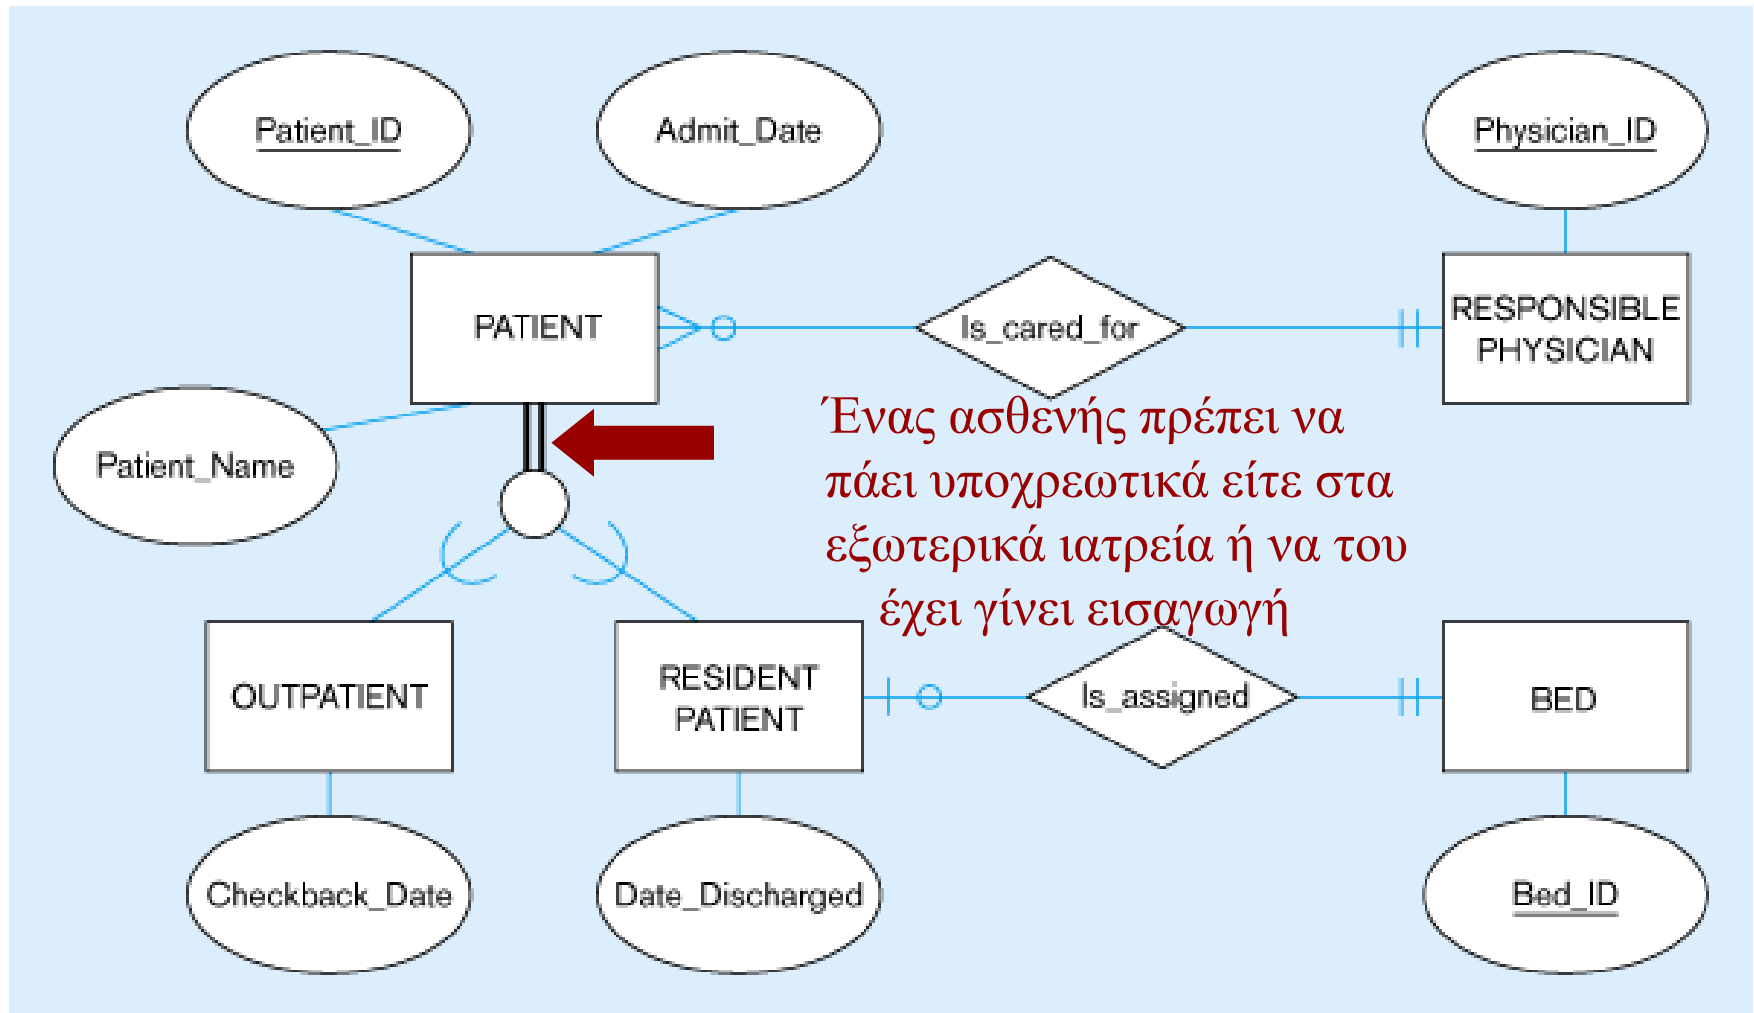 Patient_ID
Admit_Date
Physician_ID
PATIENT
Is_cared_for
RESPONSIBLE
PHYSICIAN
Patient_Name
Ένας ασθενής πρέπει να
πάει υποχρεωτικά είτε στα
εξωτερικά ιατρεία ή να του
έχει γίνει εισαγωγή
OUTPATIENT
RESIDENT
PATIENT
Is_assigned
BED
Checkback_Date
Date_Discharged
Bed_ID